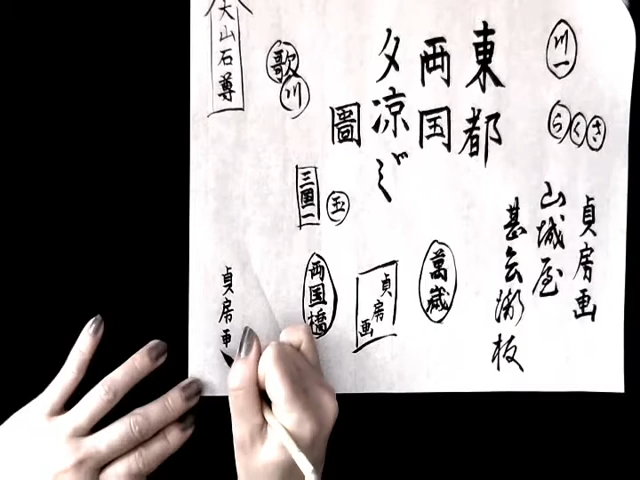 川一
さくら
貞房画
山城屋
甚兵衛板
東都
両国
夕涼ミ
圖
萬歳
貞房画
歌川
三国一
玉
両国橋
大山石尊
貞房画